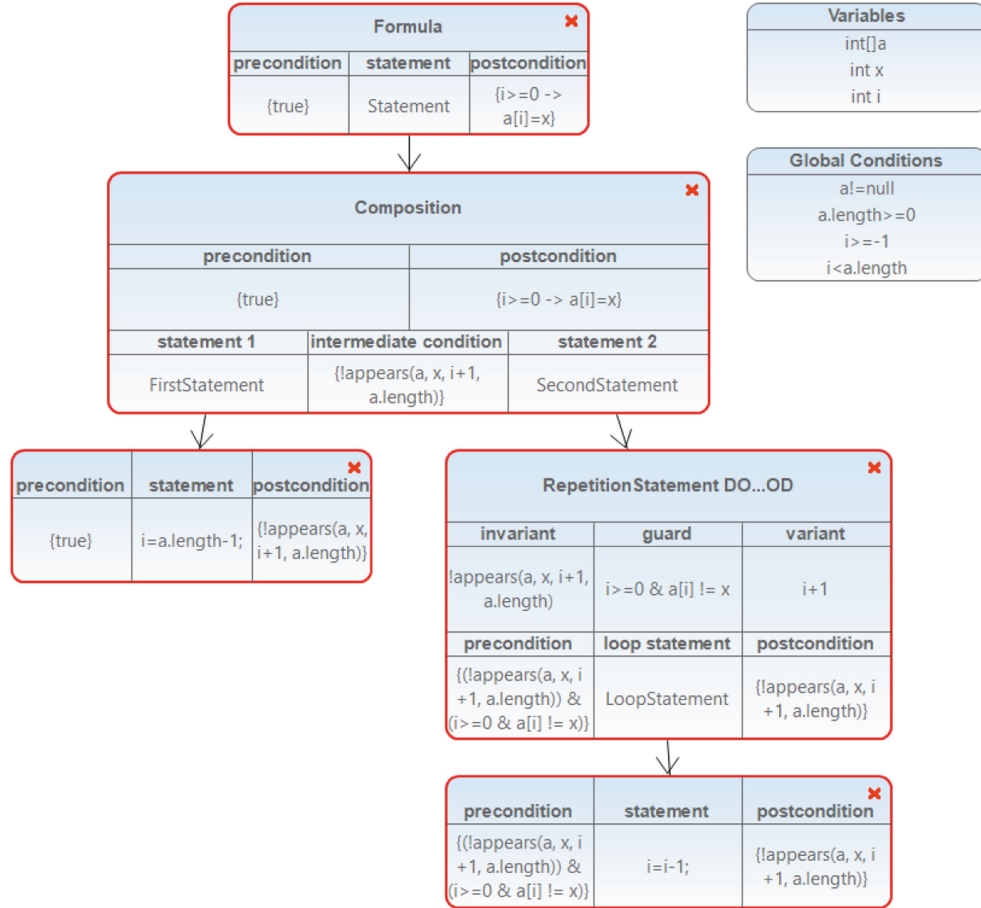 Formula
precondition statement postcondition
{true} Statement {i>=0 ->
a[i]=x}
Variables
int[]a
int x
int i
Global Conditions
a!=null
a.length>=0
i>=-1
i<a.length
Composition
precondition postcondition
{true} {i>=0 -> a[i]=x}
statement 1 intermediate condition statement 2
FirstStatement {!appears(a, x, i+1,
a.length)} SecondStatement
precondition statement postcondition
{true} i=a.length-1; {!appears(a, x,
i+1, a.length)}
RepetitionStatement DO...OD
invariant guard variant
!appears(a, x, i+1,
a.length) i>=0 & a[i] != x i+1
precondition loop statement postcondition
{(!appears(a, x, i
+1, a.length)) &
(i>=0 & a[i] != x)} LoopStatement {!appears(a, x, i
+1, a.length)}
precondition statement postcondition
{(!appears(a, x, i
+1, a.length)) &
(i>=0 & a[i] != x)} i=i-1; {!appears(a, x, i
+1, a.length)}